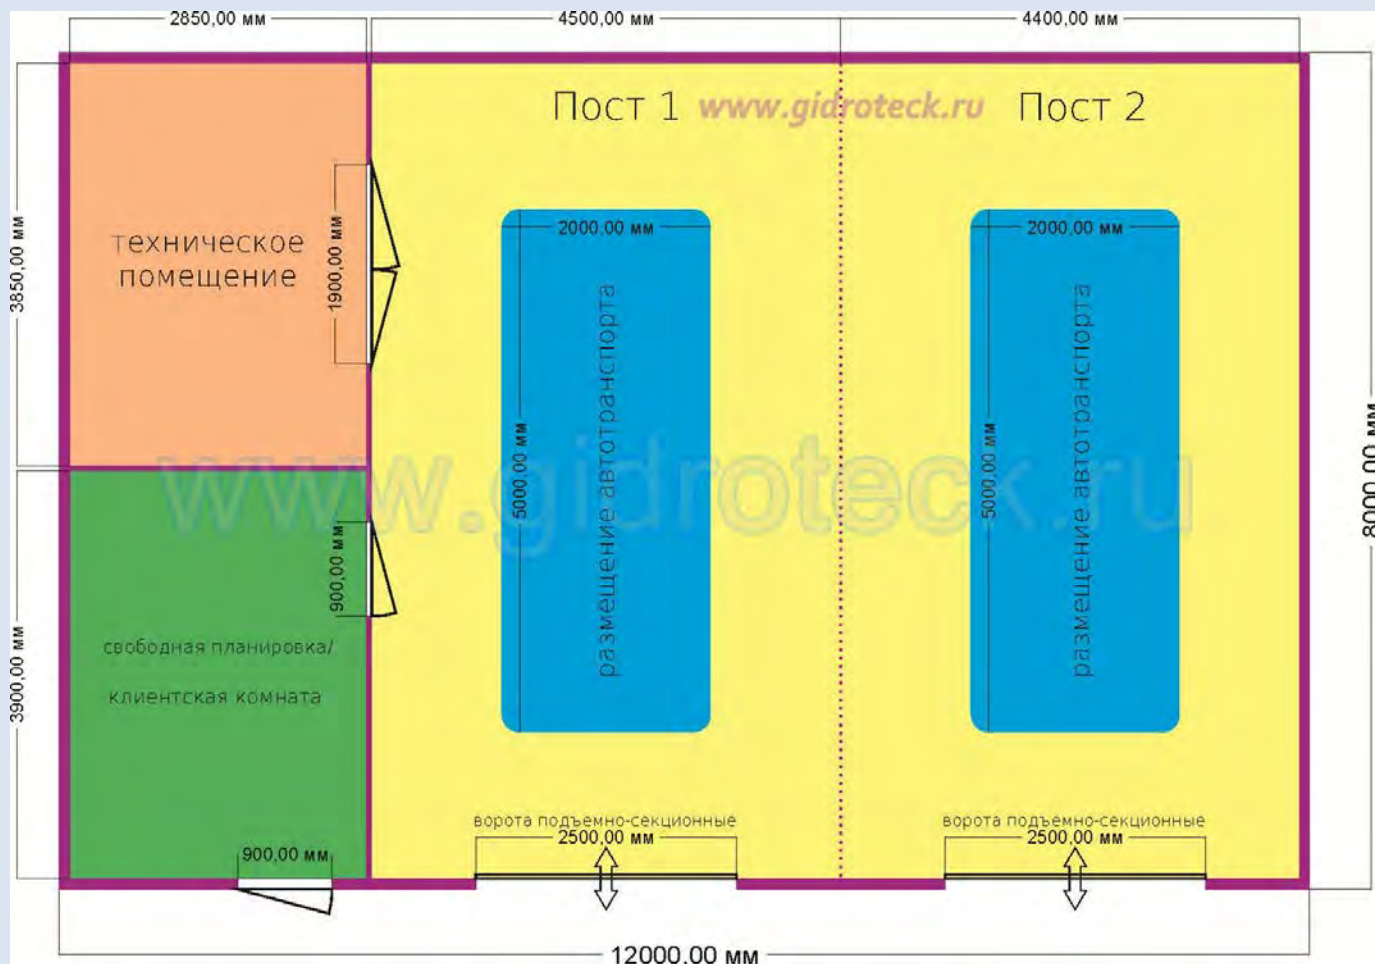 2850,00 мм
4500,00 мм
4400,00 мм
Пост 1
www.gidroteck.ru
Пост 2
3850,00 мм
техническое
помещение
1900,00 мм
2000,00 мм
5000,00 мм
размещение автотранспорта
2000,00 мм
5000,00 мм
размещение автотранспорта
8000,00 мм
www.gidroteck.ru
3900,00 мм
900,00 мм
свободная планировка/
клиентская комната
900,00 мм
ворота подъемно-секционные
2500,00 мм
ворота подъемно-секционные
2500,00 мм
12000,00 мм